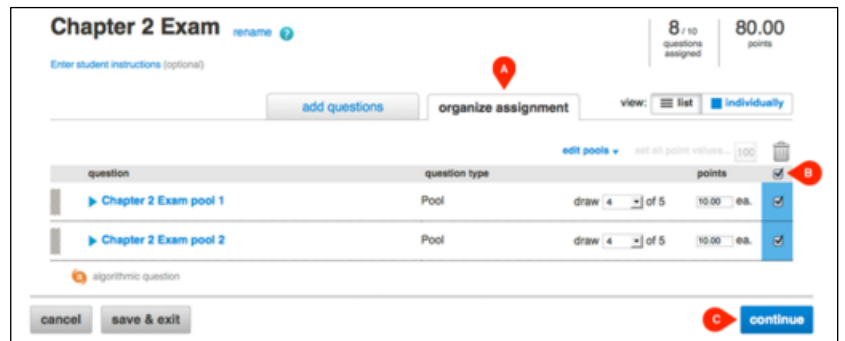 Chapter 2 Exam rename ?
8 / 10 80.00
questions assigned points
Enter student instructions (optional)
A
add questions organize assignment view: list individually
edit pools set all point values... 100
question question type points B
Chapter 2 Exam pool 1 Pool draw 4 of 5 10.00 ea.
Chapter 2 Exam pool 2 Pool draw 4 of 5 10.00 ea.
a algorithmic question
cancel save & exit C continue